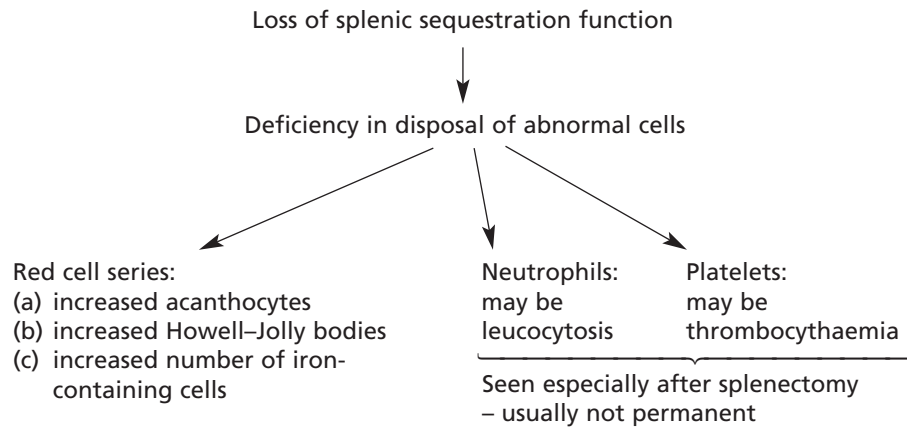 Loss of splenic sequestration function
Deficiency in disposal of abnormal cells
Red cell series:
(a) increased acanthocytes
(b) increased Howell–Jolly bodies
(c) increased number of iron-
containing cells
Neutrophils:
may be
leucocytosis
Platelets:
may be
thrombocythaemia
Seen especially after splenectomy
– usually not permanent